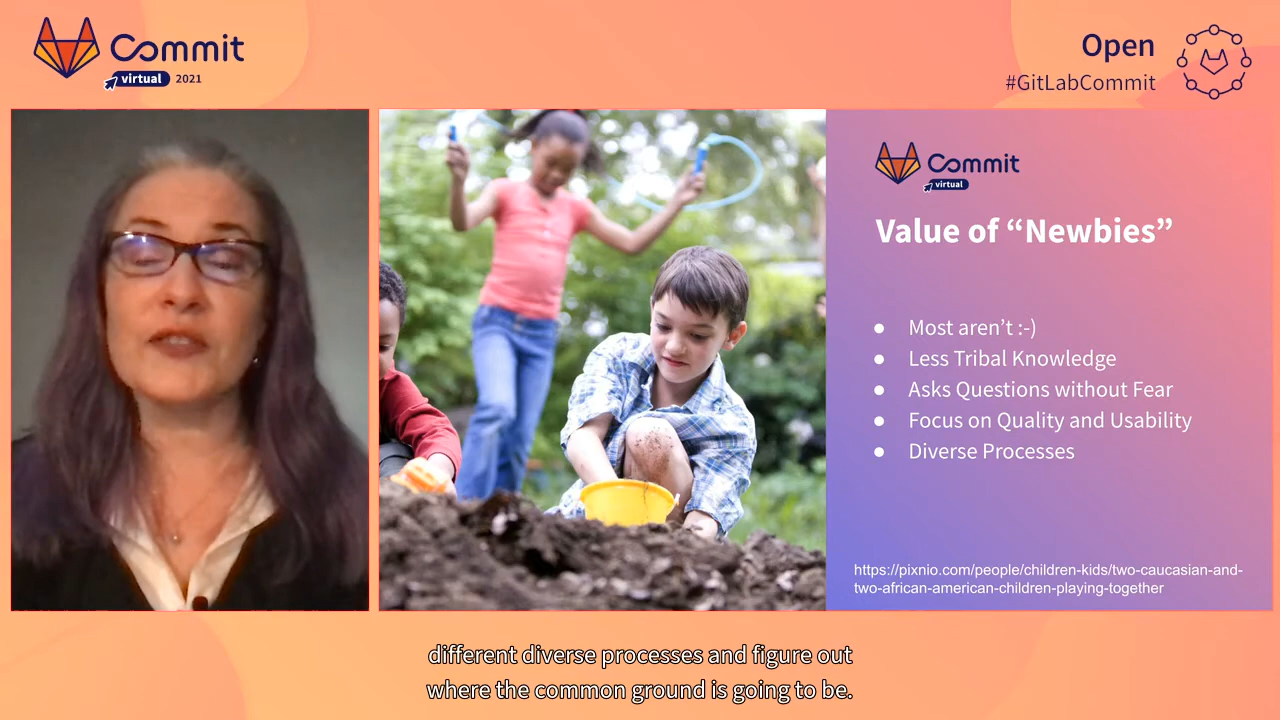 Commit
virtual 2021
Open
#GitLabCommit
Commit
virtual
Value of “Newbies”
● Most aren’t :-)
● Less Tribal Knowledge
● Asks Questions without Fear
● Focus on Quality and Usability
● Diverse Processes
https://pixnio.com/people/children-kids/two-caucasian-and-
two-african-american-children-playing-together
different diverse processes and figure out
where the common ground is going to be.